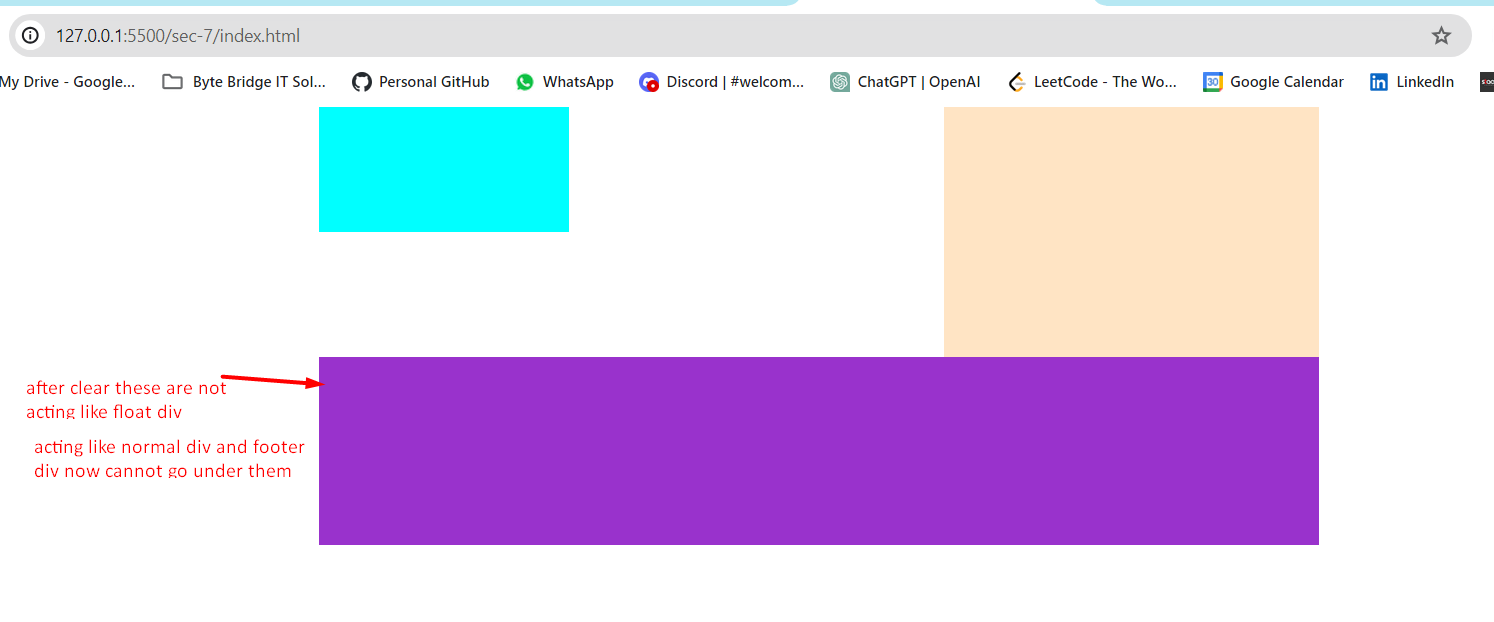 127.0.0.1:5500/sec-7/index.html
My Drive - Google... Byte Bridge IT Sol... Personal GitHub WhatsApp Discord | #welcom... ChatGPT | OpenAI LeetCode - The Wo... 30 Google Calendar in LinkedIn
after clear these are not
acting like float div
acting like normal div and footer
div now cannot go under them